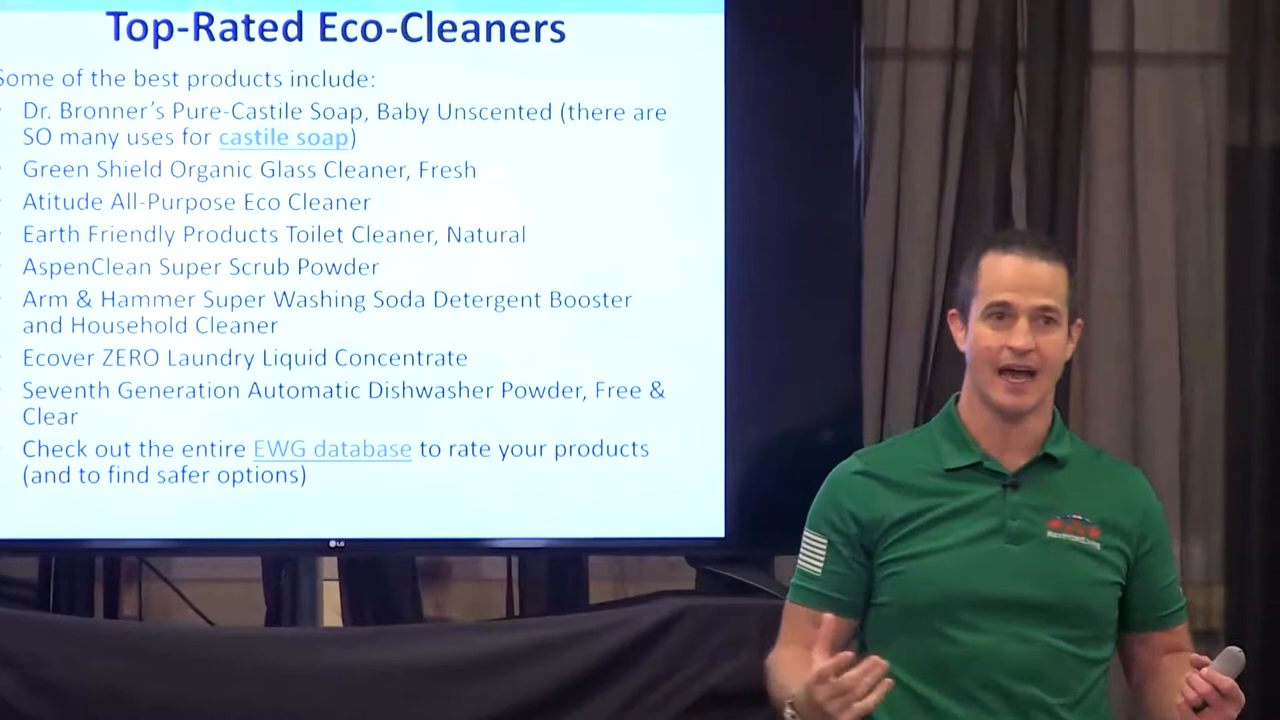 Top-Rated Eco-Cleaners
Some of the best products include:
Dr. Bronner's Pure-Castile Soap, Baby Unscented (there are
SO many uses for castile soap)
Green Shield Organic Glass Cleaner, Fresh
Atitude All-Purpose Eco Cleaner
Earth Friendly Products Toilet Cleaner, Natural
AspenClean Super Scrub Powder
Arm & Hammer Super Washing Soda Detergent Booster
and Household Cleaner
Ecover ZERO Laundry Liquid Concentrate
Seventh Generation Automatic Dishwasher Powder, Free &
Clear
Check out the entire EWG database to rate your products
(and to find safer options)
LG